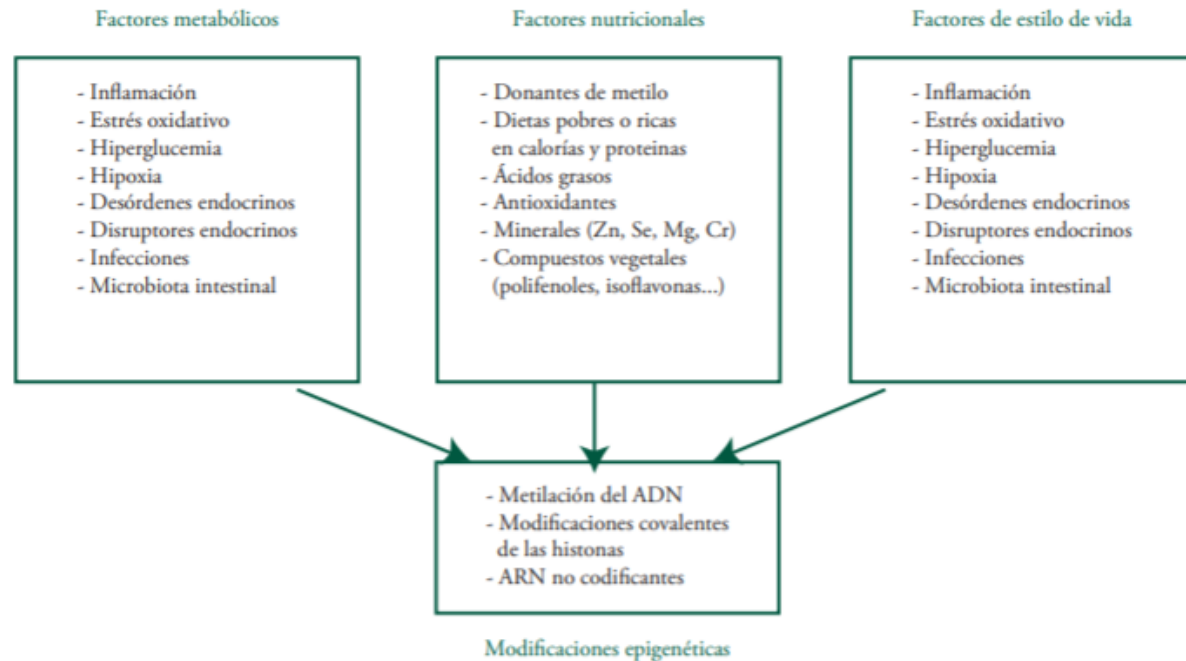 Factores metabólicos
- Inflamación
- Estrés oxidativo
- Hiperglucemia
- Hipoxia
- Desórdenes endocrinos
- Disruptores endocrinos
- Infecciones
- Microbiota intestinal
Factores nutricionales
- Donantes de metilo
- Dietas pobres o ricas
en calorías y proteinas
- Ácidos grasos
- Antioxidantes
- Minerales (Zn, Se, Mg, Cr)
- Compuestos vegetales
(polifenoles, isoflavonas...)
Factores de estilo de vida
- Inflamación
- Estrés oxidativo
- Hiperglucemia
- Hipoxia
- Desórdenes endocrinos
- Disruptores endocrinos
- Infecciones
- Microbiota intestinal
- Metilación del ADN
- Modificaciones covalentes
de las histonas
- ARN no codificantes
Modificaciones epigenéticas